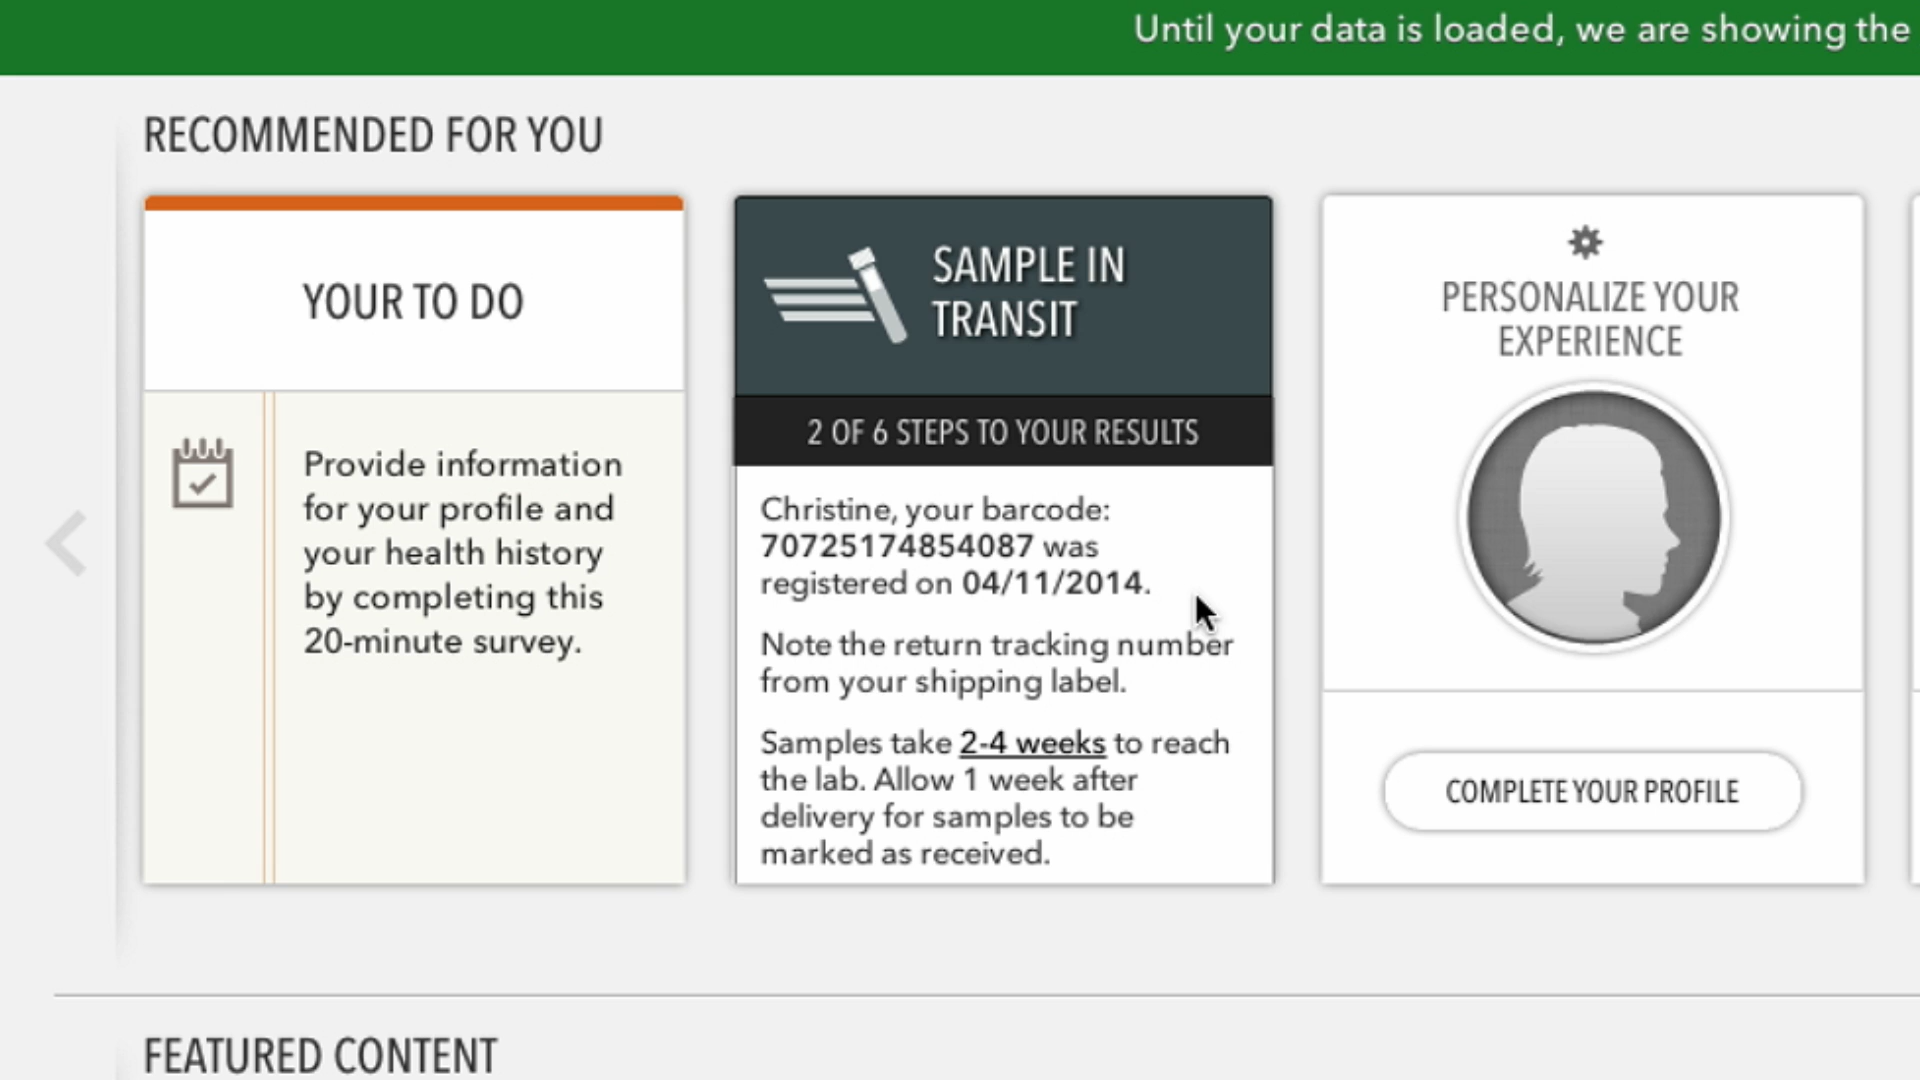 Until your data is loaded, we are showing the
RECOMMENDED FOR YOU
YOUR TO DO
Provide information
for your profile and
your health history
by completing this
20-minute survey.
SAMPLE IN
TRANSIT
2 OF 6 STEPS TO YOUR RESULTS
Christine, your barcode:
70725174854087 was
registered on 04/11/2014.
Note the return tracking number
from your shipping label.
Samples take 2-4 weeks to reach
the lab. Allow 1 week after
delivery for samples to be
marked as received.
PERSONALIZE YOUR
EXPERIENCE
COMPLETE YOUR PROFILE
FEATURED CONTENT